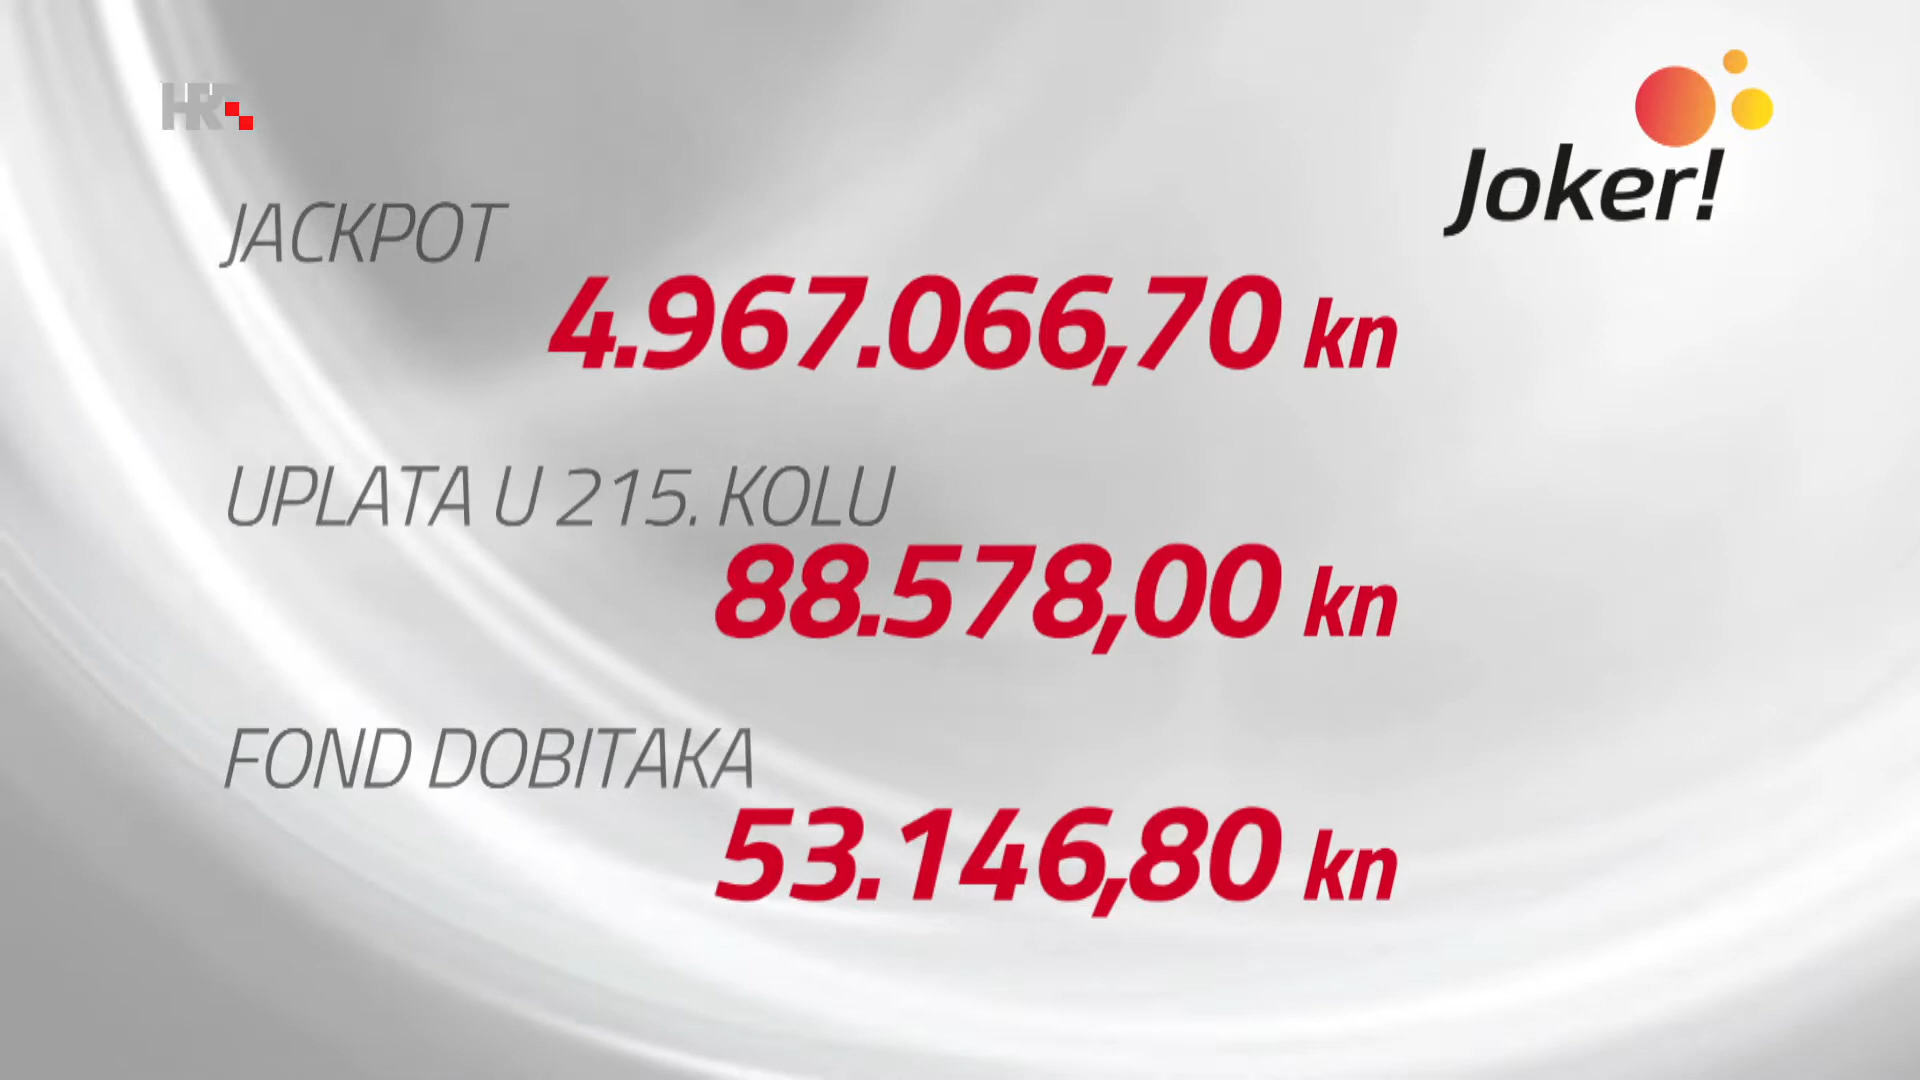 HRT
Joker!
JACKPOT
4.967.066,70 kn
UPLATA U 215. KOLU
88.578,00 kn
FOND DOBITAKA
53.146,80 kn